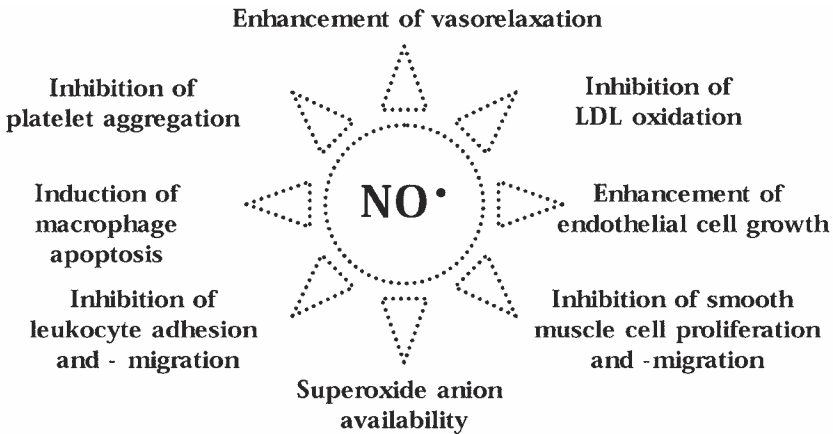 Enhancement of vasorelaxation
Inhibition of
platelet aggregation
Inhibition of
LDL oxidation
Induction of
macrophage
apoptosis
NO•
Enhancement of
endothelial cell growth
Inhibition of
leukocyte adhesion
and - migration
Inhibition of smooth
muscle cell proliferation
and -migration
Superoxide anion
availability